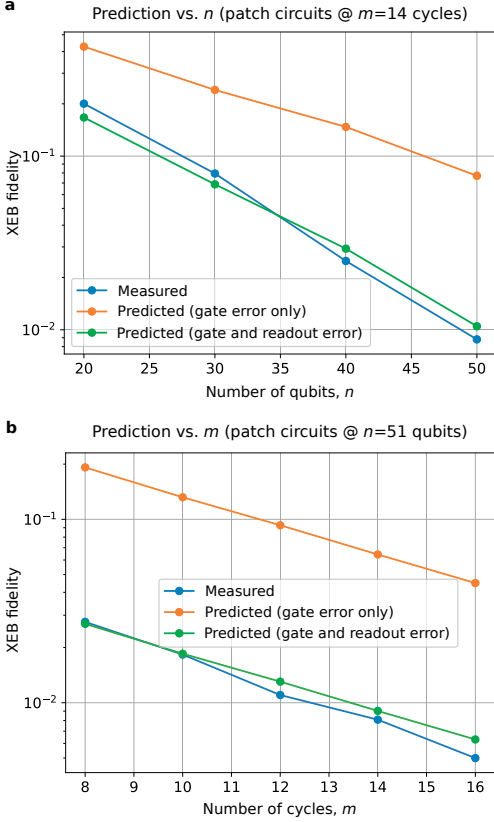 a
Prediction vs. n (patch circuits @ m=14 cycles)
XEB fidelity
10⁻¹
10⁻²
Measured
Predicted (gate error only)
Predicted (gate and readout error)
20 25 30 35 40 45 50
Number of qubits, n
b
Prediction vs. m (patch circuits @ n=51 qubits)
XEB fidelity
10⁻¹
10⁻²
Measured
Predicted (gate error only)
Predicted (gate and readout error)
8 9 10 11 12 13 14 15 16
Number of cycles, m